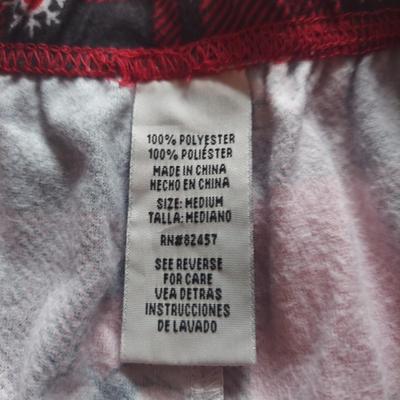 100% POLYESTER
100% POLIÉSTER
MADE IN CHINA
HECHO EN CHINA
SIZE: MEDIUM
TALLA: MEDIANO
RN#82457
SEE REVERSE
FOR CARE
VEA DETRAS
INSTRUCCIONES
DE LAVADO